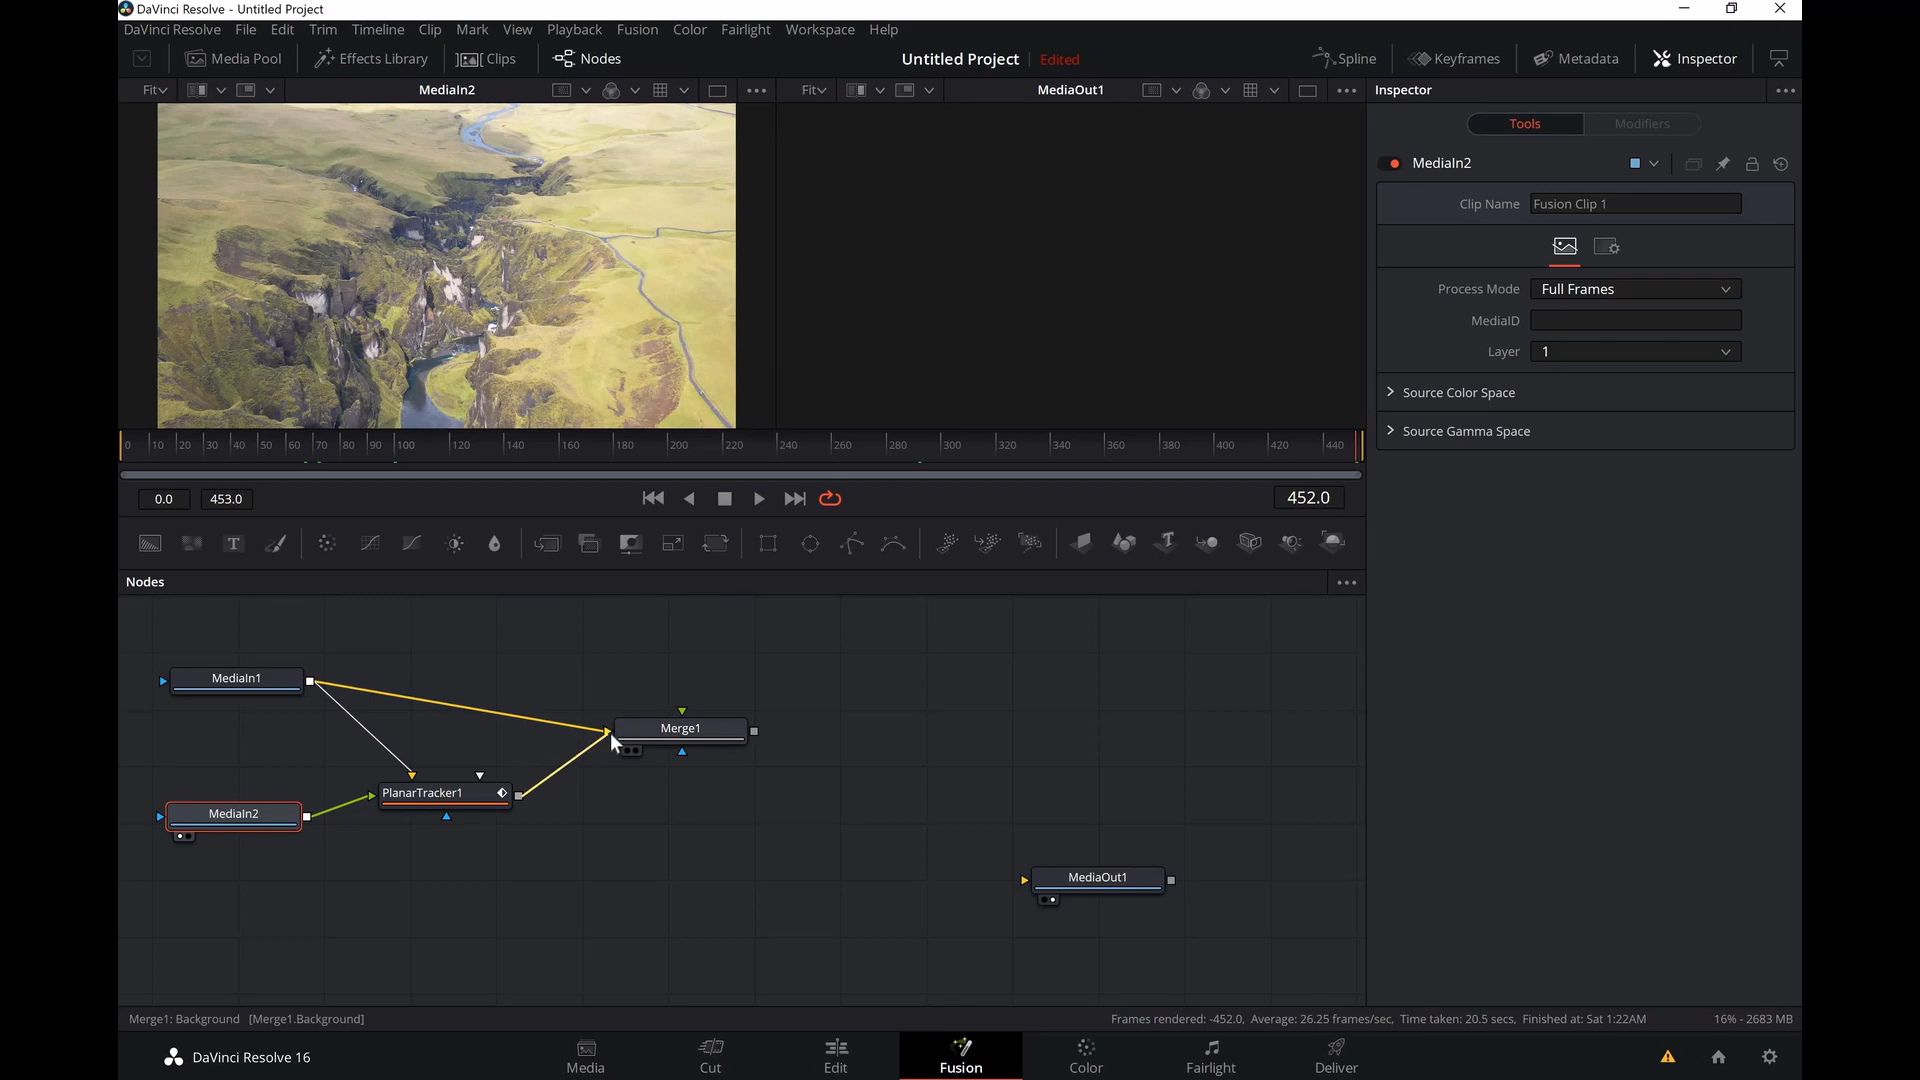 DaVinci Resolve - Untitled Project
DaVinci Resolve File Edit Trim Timeline Clip Mark View Playback Fusion Color Fairlight Workspace Help
Media Pool Effects Library Clips Nodes Untitled Project Edited Spline Keyframes Metadata Inspector
Fit MediaIn2 Fit MediaOut1 Inspector
Tools Modifiers
MediaIn2
Clip Name Fusion Clip 1
Process Mode Full Frames
MediaID
Layer 1
Source Color Space
Source Gamma Space
0 10 20 30 40 50 60 70 80 90 100 120 140 160 180 200 220 240 260 280 300 320 340 360 380 400 420 440
0.0 453.0 452.0
T T
Nodes
MediaIn1
Merge1
PlanarTracker1
MediaIn2
MediaOut1
Merge1: Background [Merge1.Background] Frames rendered: -452.0, Average: 26.25 frames/sec, Time taken: 20.5 secs, Finished at: Sat 1:22AM 16% - 2683 MB
DaVinci Resolve 16 Media Cut Edit Fusion Color Fairlight Deliver